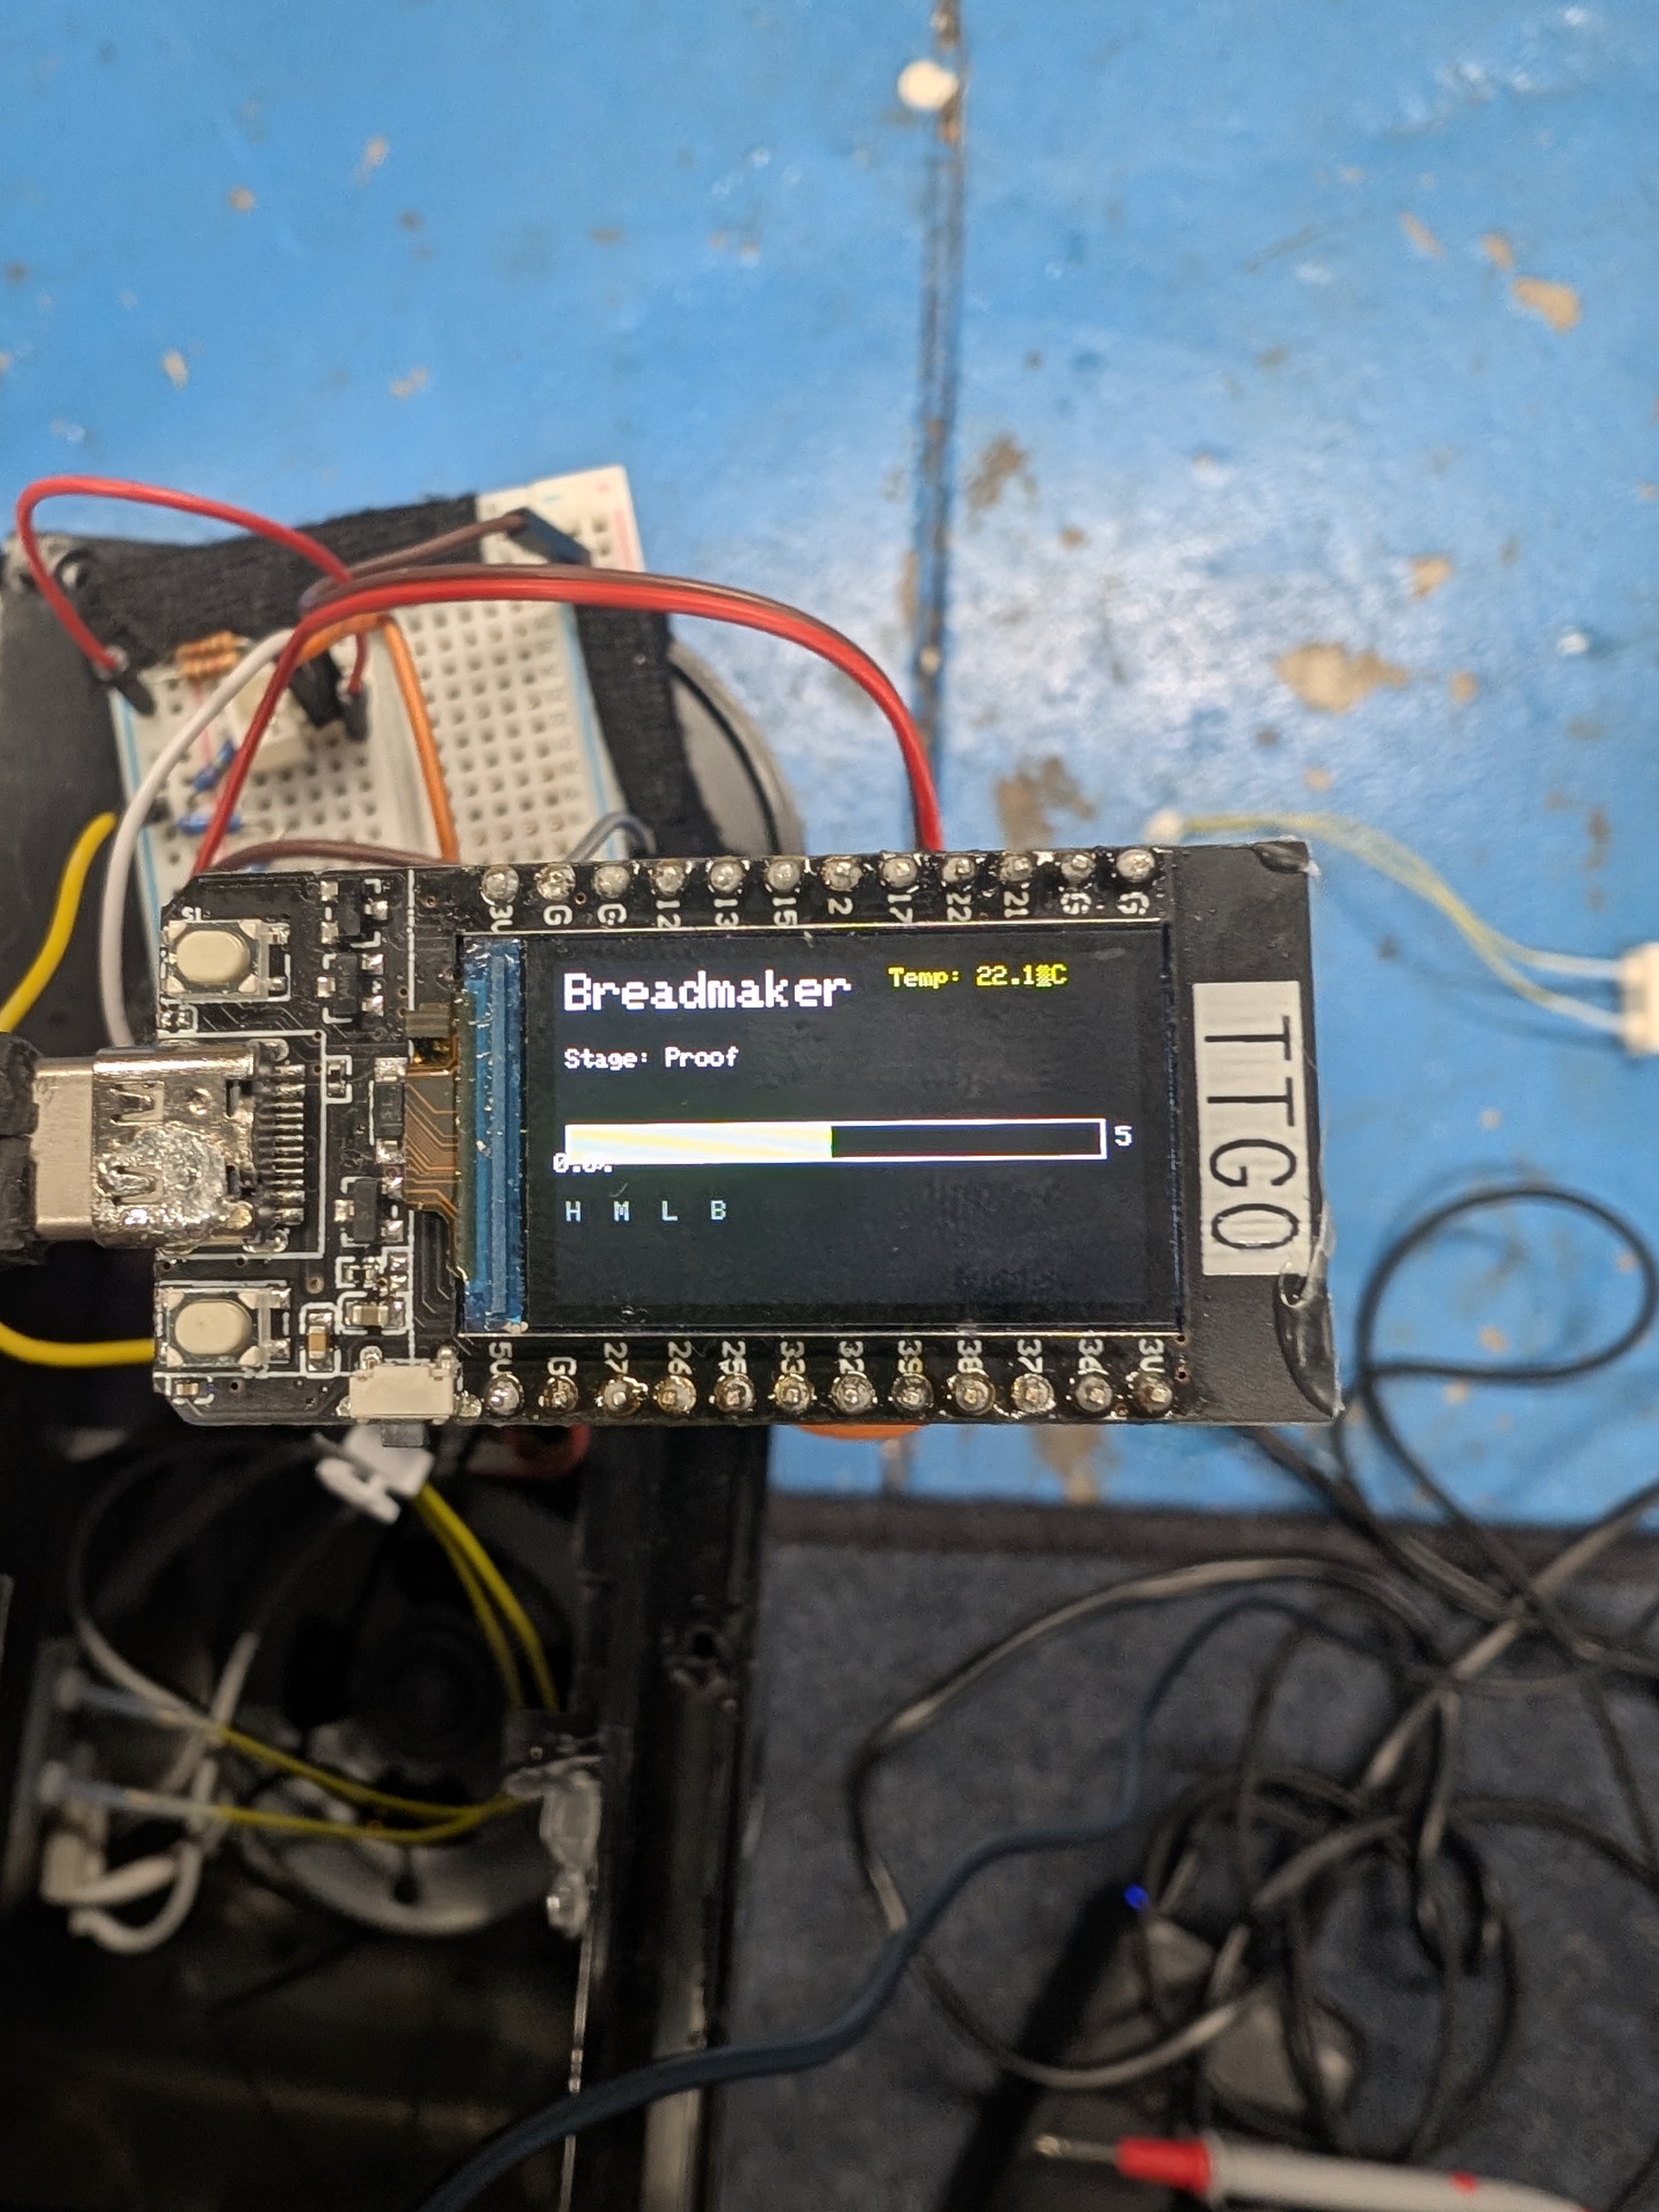 S1
3V G G 12 13 15 2 17 22 21 G G
Breadmaker
Temp: 22.1▒C
Stage: Proof
5
H M L B
TTGO
5V G 27 26 25 33 32 39 38 37 36 3V